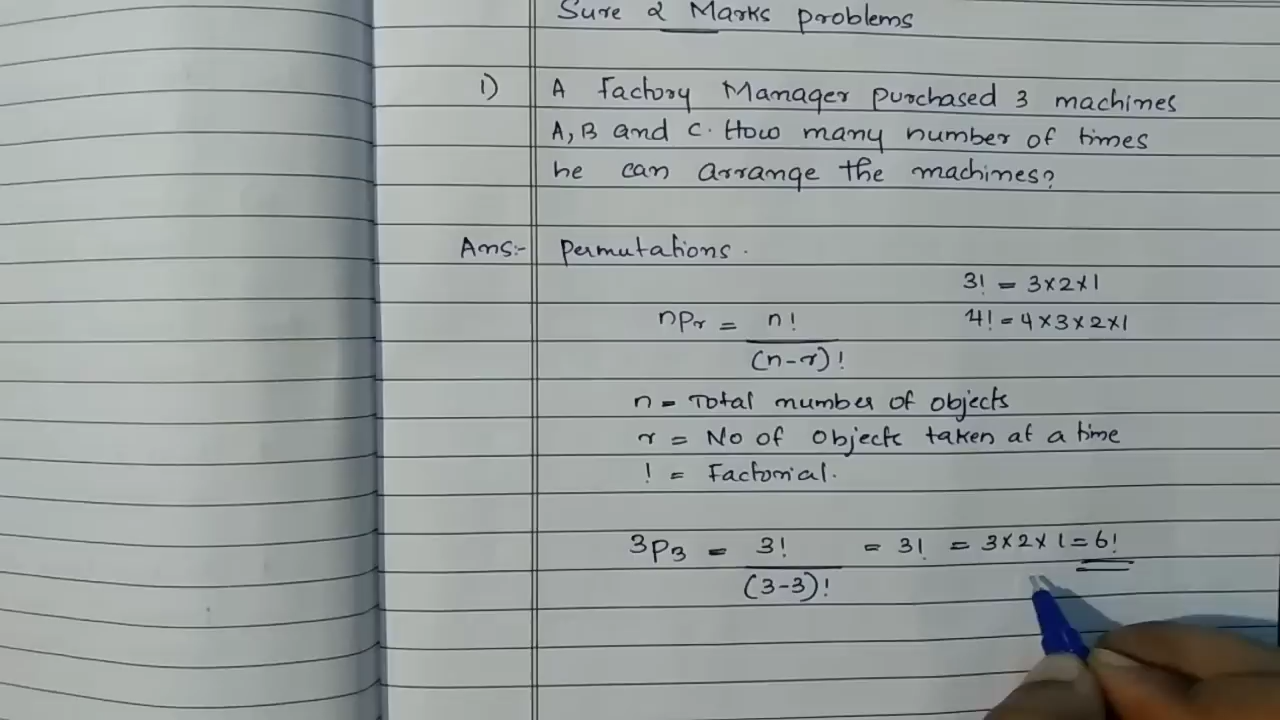 Sure 2 Marks problems
1) A Factory Manager purchased 3 machines
A, B and C. How many number of times
he can arrange the machines?
Ans:- Permutations.
3! = 3×2×1
nPr = n! / (n-r)!
4! = 4×3×2×1
n = Total number of objects
r = No of objects taken at a time
! = Factorial.
3P3 = 3! / (3-3)! = 3! = 3×2×1 = 6!